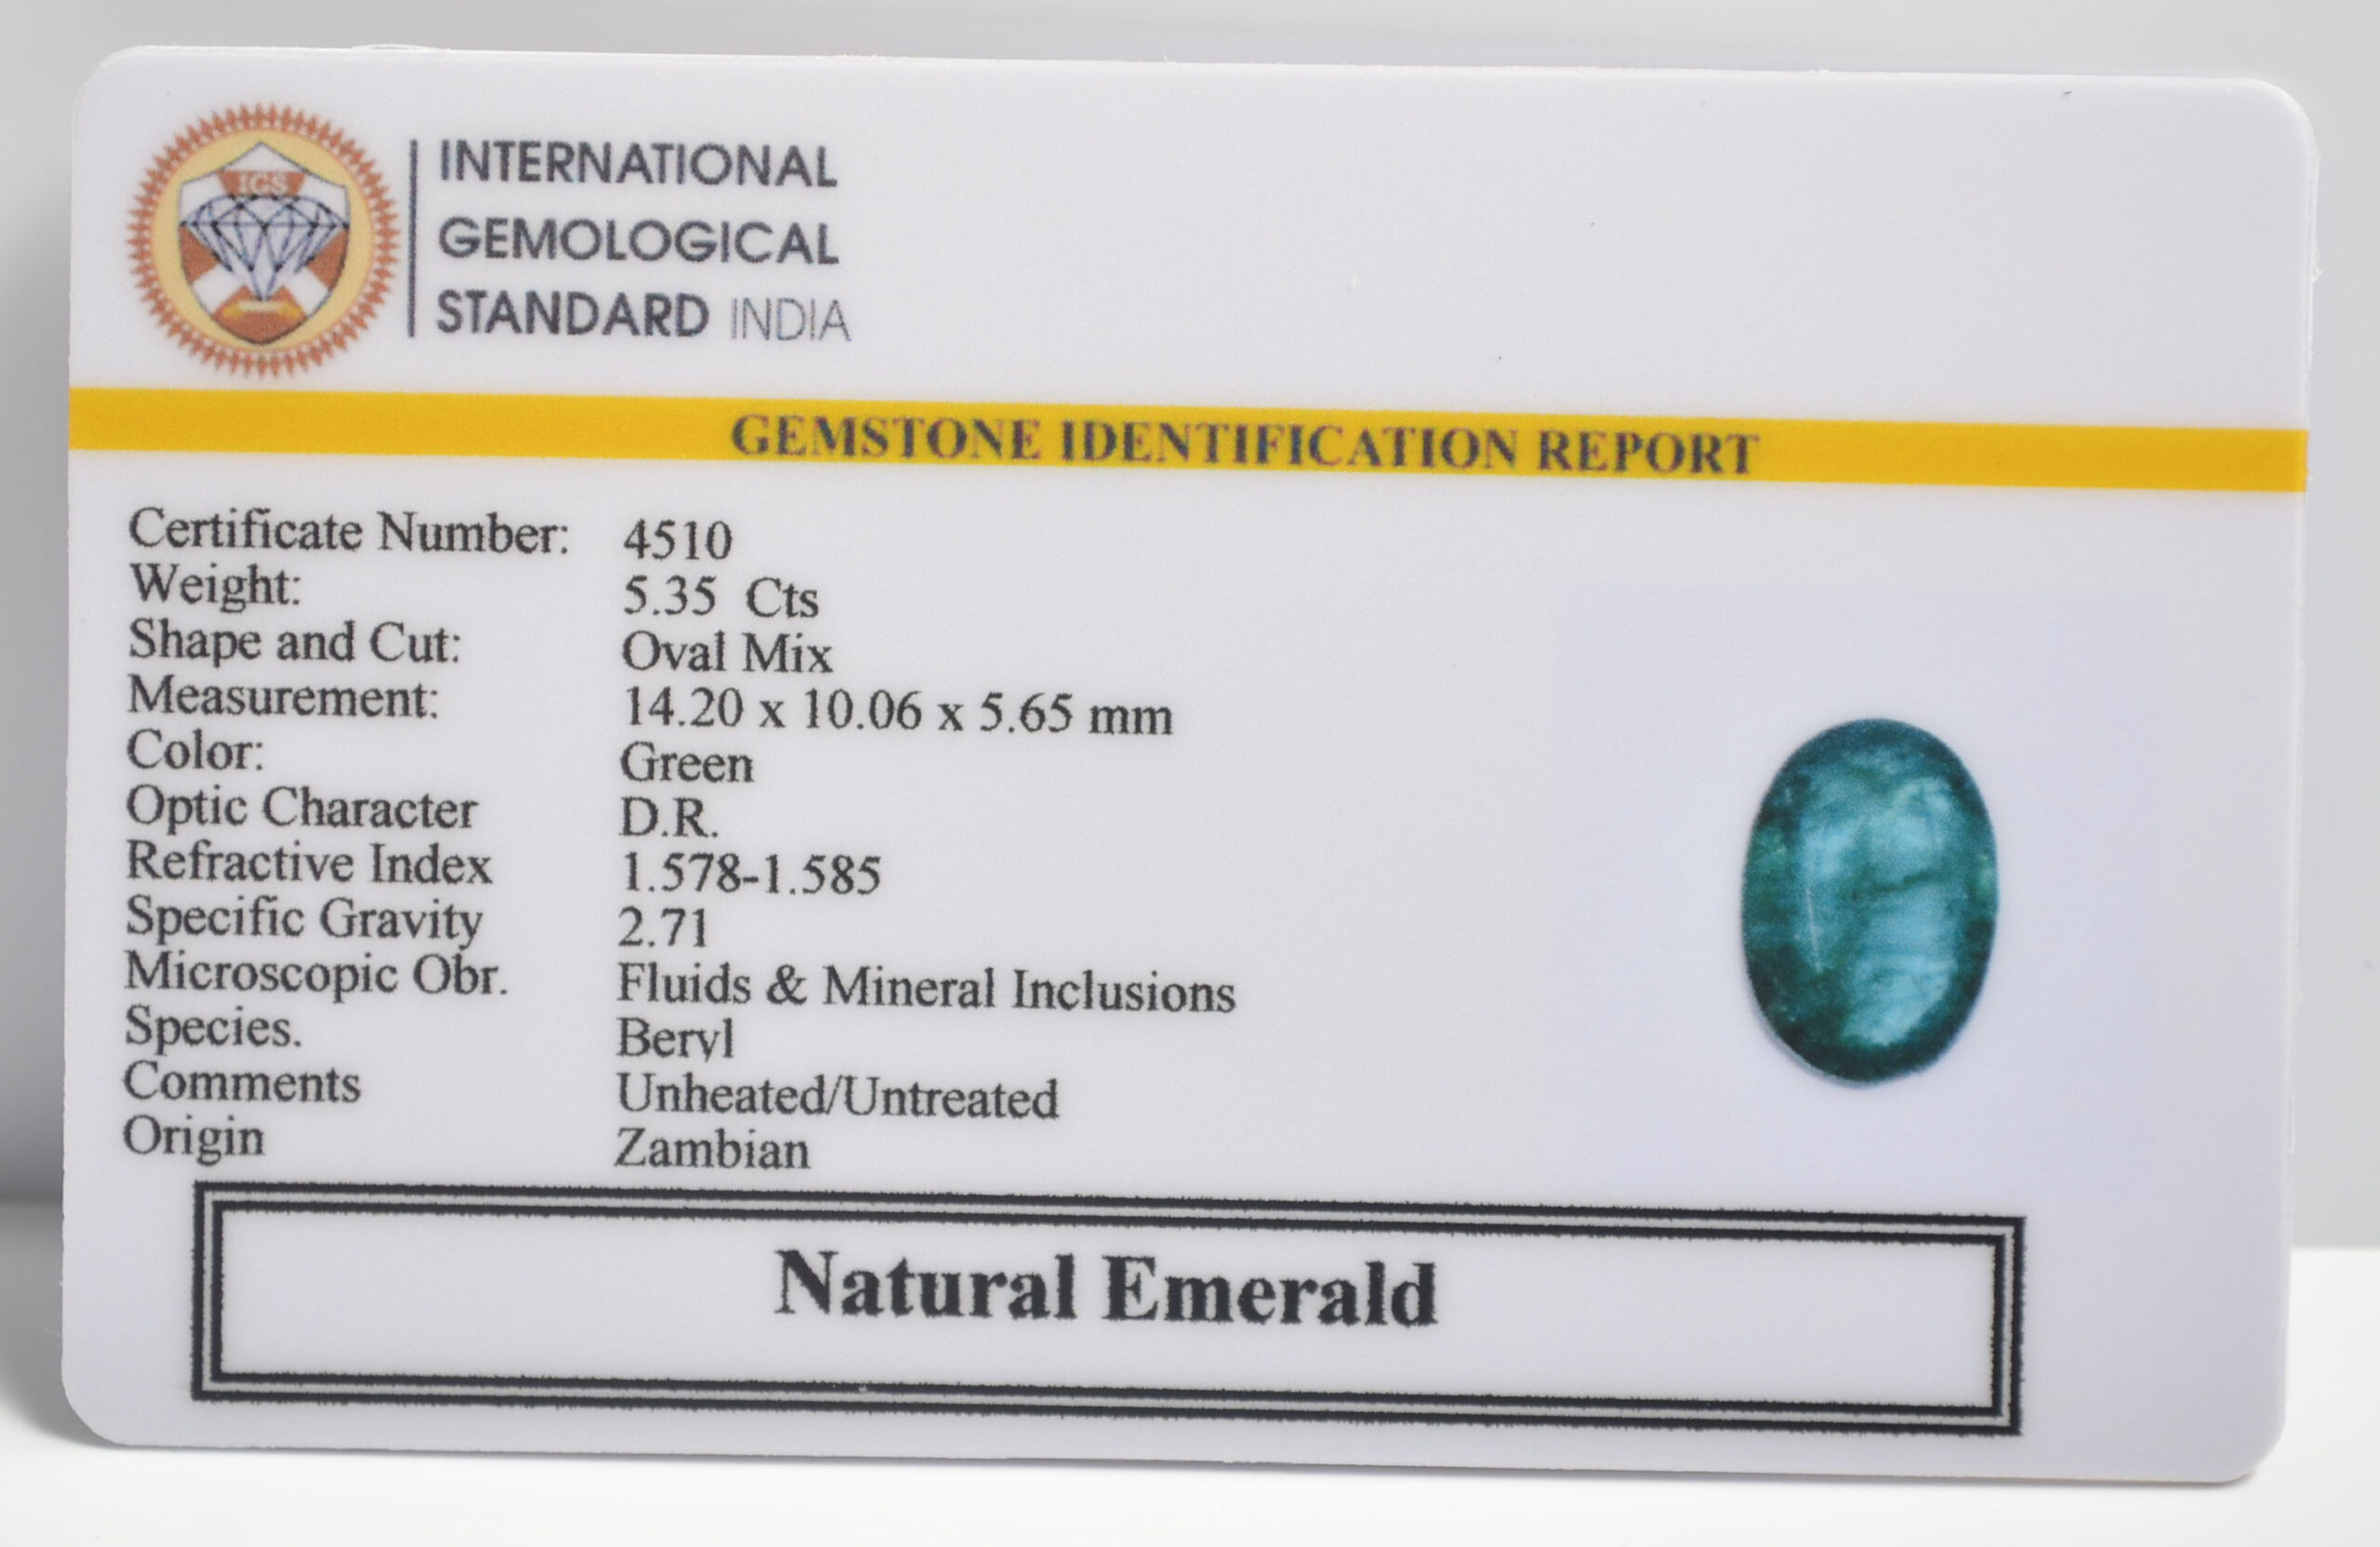 IGS
INTERNATIONAL
GEMOLOGICAL
STANDARD INDIA
GEMSTONE IDENTIFICATION REPORT
Certificate Number: 4510
Weight: 5.35 Cts
Shape and Cut: Oval Mix
Measurement: 14.20 x 10.06 x 5.65 mm
Color: Green
Optic Character D.R.
Refractive Index 1.578-1.585
Specific Gravity 2.71
Microscopic Obr. Fluids & Mineral Inclusions
Species. Beryl
Comments Unheated/Untreated
Origin Zambian
Natural Emerald